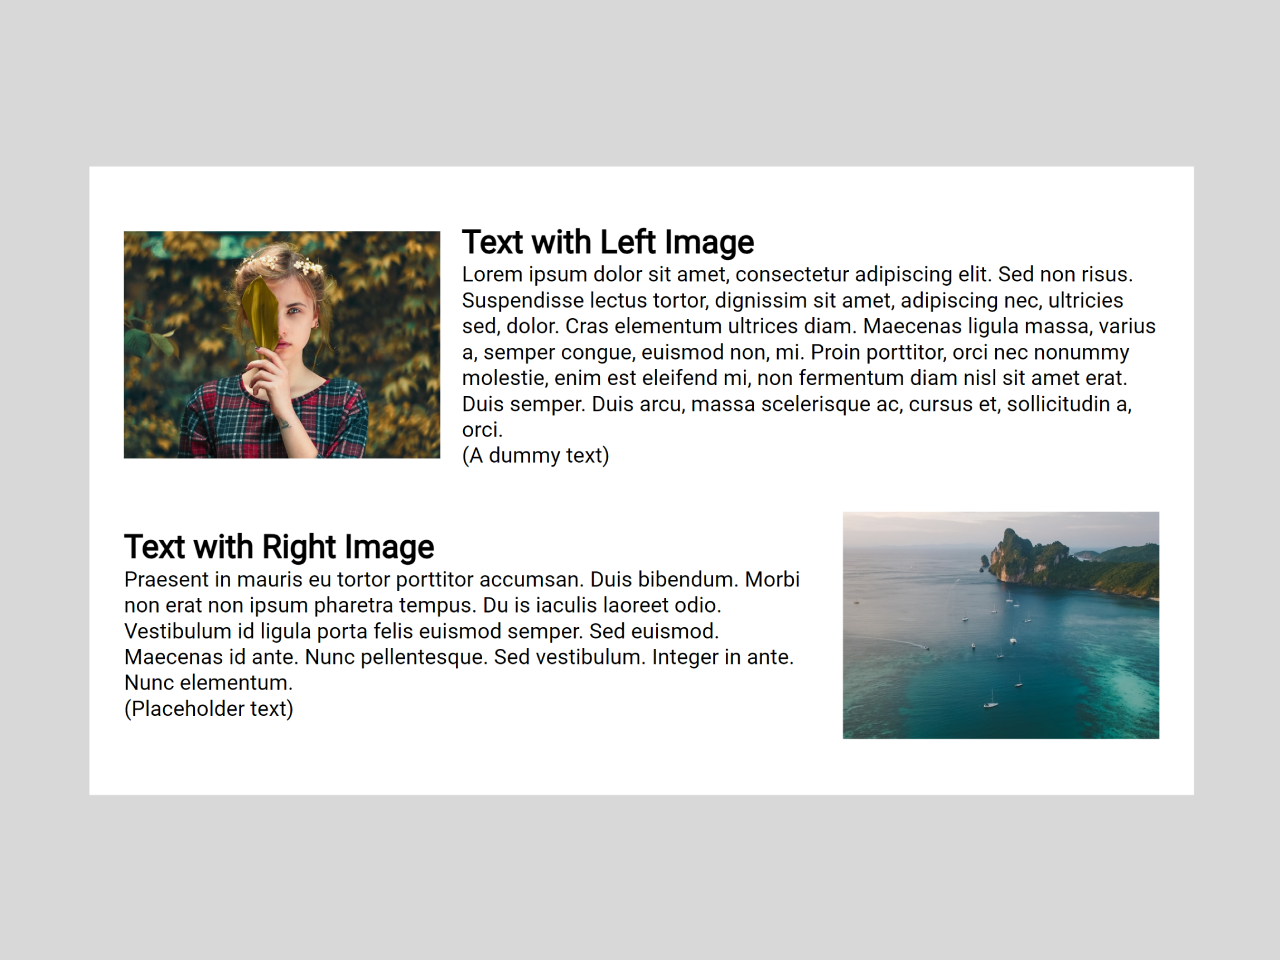 Text with Left Image
Lorem ipsum dolor sit amet, consectetur adipiscing elit. Sed non risus.
Suspendisse lectus tortor, dignissim sit amet, adipiscing nec, ultricies
sed, dolor. Cras elementum ultrices diam. Maecenas ligula massa, varius
a, semper congue, euismod non, mi. Proin porttitor, orci nec nonummy
molestie, enim est eleifend mi, non fermentum diam nisl sit amet erat.
Duis semper. Duis arcu, massa scelerisque ac, cursus et, sollicitudin a,
orci.
(A dummy text)
Text with Right Image
Praesent in mauris eu tortor porttitor accumsan. Duis bibendum. Morbi
non erat non ipsum pharetra tempus. Du is iaculis laoreet odio.
Vestibulum id ligula porta felis euismod semper. Sed euismod.
Maecenas id ante. Nunc pellentesque. Sed vestibulum. Integer in ante.
Nunc elementum.
(Placeholder text)